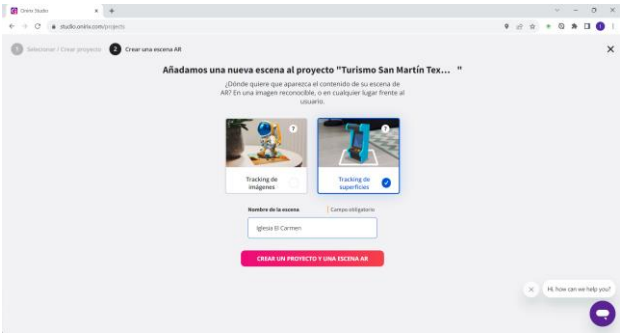 Onirix Studio
studio.onirix.com/projects
1 Selecionar / Crear proyecto 2 Crear una escena AR
Añadamos una nueva escena al proyecto "Turismo San Martín Tex... "
¿Dónde quiere que aparezca el contenido de su escena de
AR? En una imagen reconocible, o en cualquier lugar frente al
usuario.
Tracking de
imágenes
Tracking de
superficies
Nombre de la escena
Campo obligatorio
Iglesia El Carmen
CREAR UN PROYECTO Y UNA ESCENA AR
Hi, how can we help you?